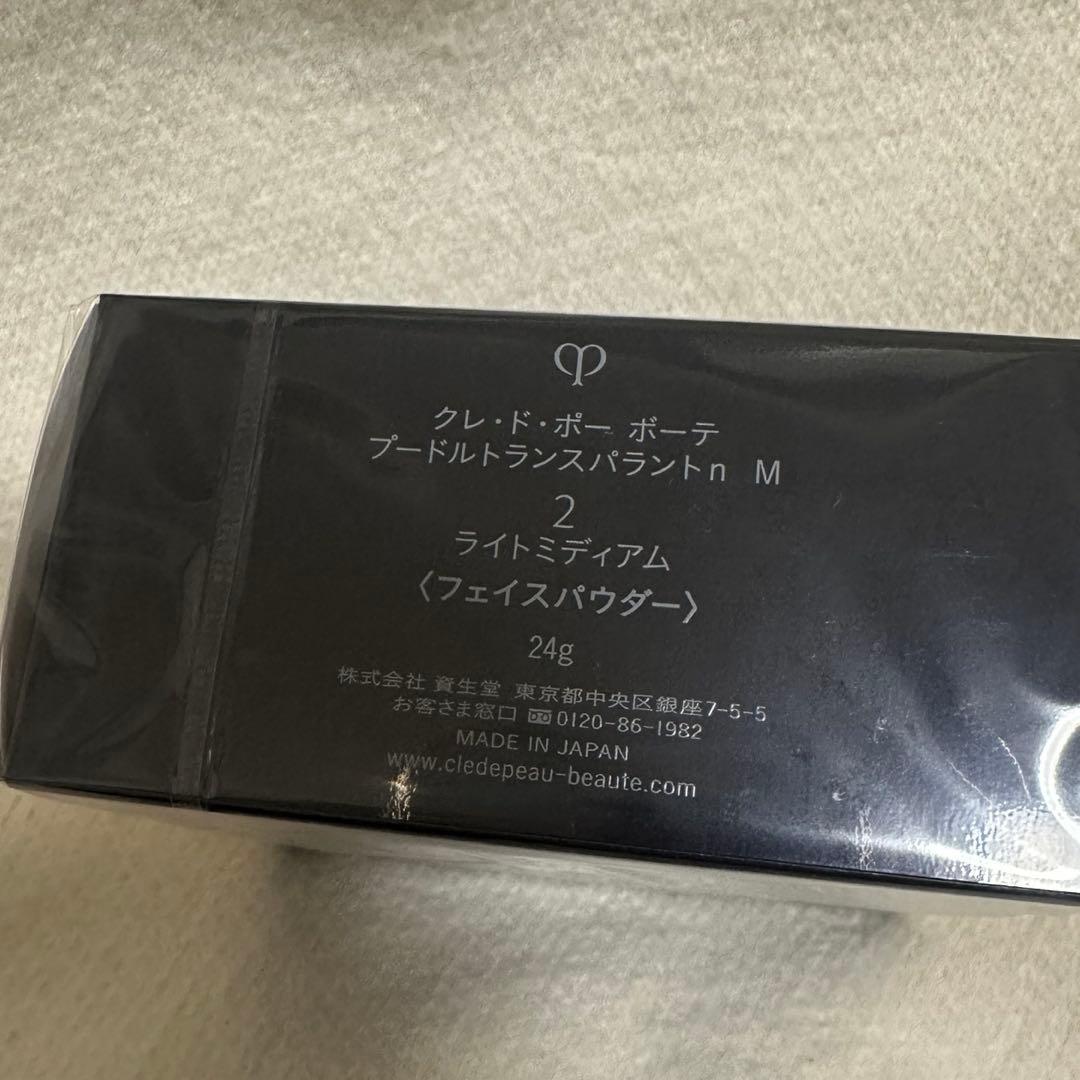 クレ・ド・ポー ボーテ
プードルトランスパラントn M
2
ライトミディアム
〈フェイスパウダー〉
24g
株式会社 資生堂 東京都中央区銀座7-5-5
お客さま窓口 0120-86-1982
MADE IN JAPAN
www.cledepeau-beaute.com